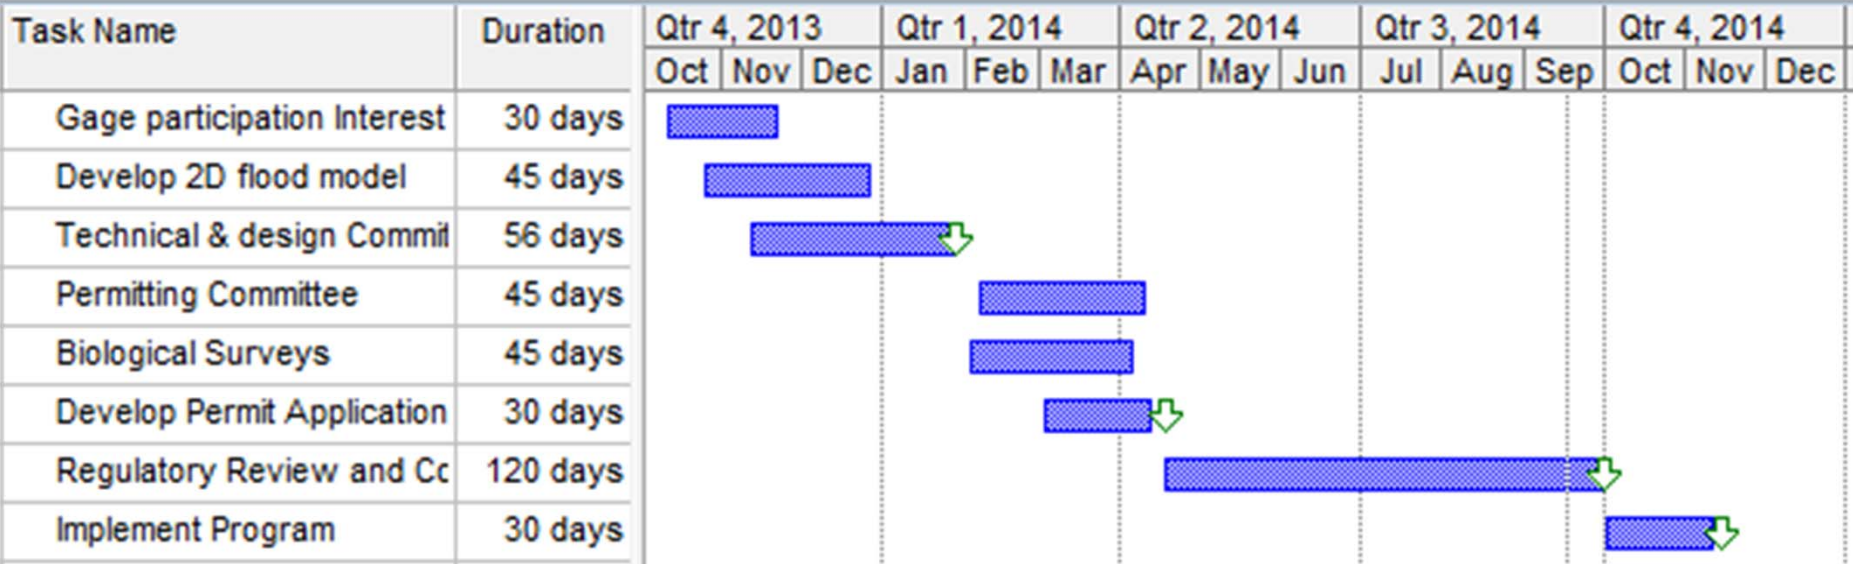 Task Name Duration Qtr 4, 2013 Qtr 1, 2014 Qtr 2, 2014 Qtr 3, 2014 Qtr 4, 2014
Oct Nov Dec Jan Feb Mar Apr May Jun Jul Aug Sep Oct Nov Dec
Gage participation Interest 30 days
Develop 2D flood model 45 days
Technical & design Commit 56 days
Permitting Committee 45 days
Biological Surveys 45 days
Develop Permit Application 30 days
Regulatory Review and Co 120 days
Implement Program 30 days